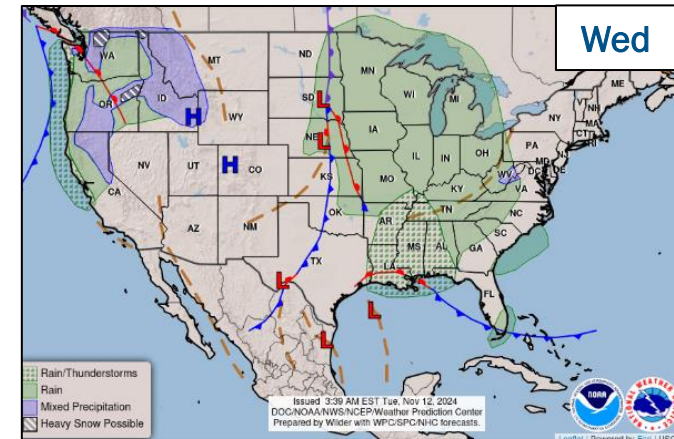 Wed
WA
MT
ND
MN
ME
OR
ID
SD
WI
MI
VT
NH
WY
NY
MA
CT
RI
H
L
IA
NE
PA
NV
UT
H
CO
L
IL
IN
OH
MD
DE
DC
CA
KS
MO
KY
WV
VA
AZ
NM
OK
AR
TN
NC
TX
MS
AL
GA
SC
LA
L
FL
L
L
Rain/Thunderstorms
Rain
Mixed Precipitation
Heavy Snow Possible
Issued 3:39 AM EST Tue, Nov 12, 2024
DOC/NOAA/NWS/NCEP/Weather Prediction Center
Prepared by Wilder with WPC/SPC/NHC forecasts.
NOAA